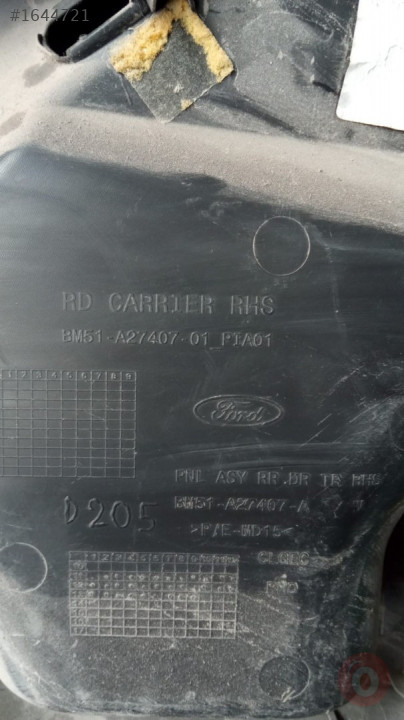 #1644721
RD CARRIER RHS
BM51-A27407-01_PIA01
1 2 3 4 5 6 7 8 9
Ford
PNL ASY RR DR TR RHS
BM51-A27407-A
D205
>P/E-MD15<